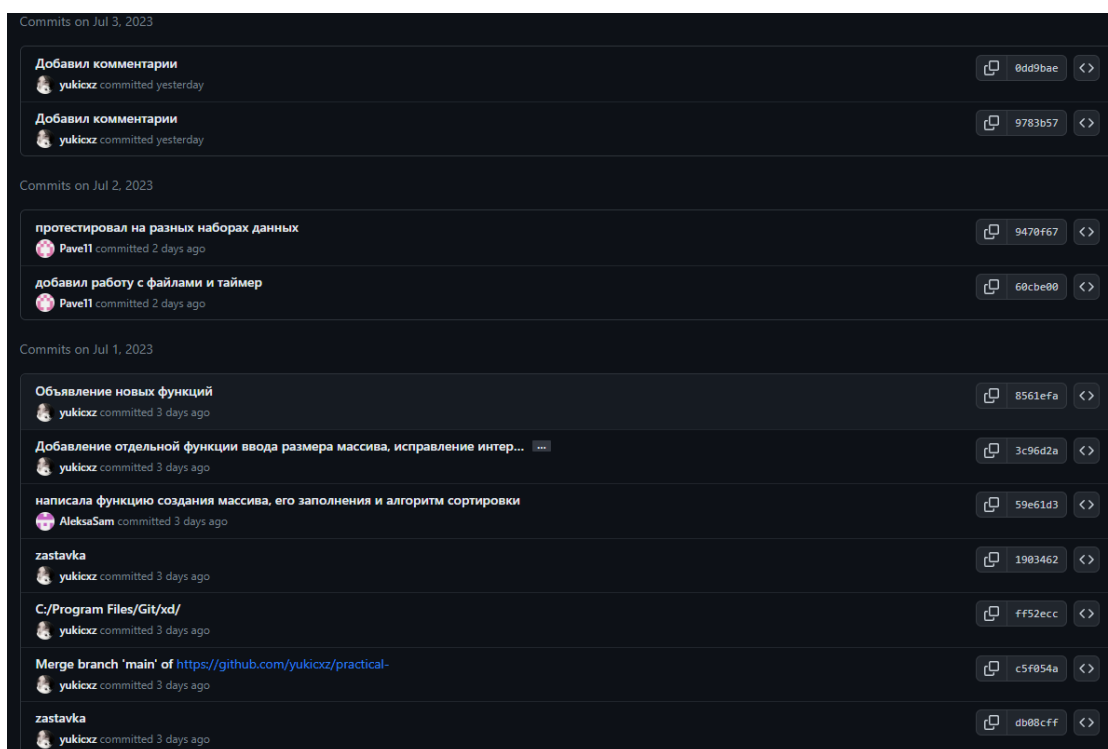 Commits on Jul 3, 2023
Добавил комментарии
yukicxz committed yesterday
0dd9bae
Добавил комментарии
yukicxz committed yesterday
9783b57
Commits on Jul 2, 2023
протестировал на разных наборах данных
Pave11 committed 2 days ago
9470f67
добавил работу с файлами и таймер
Pave11 committed 2 days ago
60cbe00
Commits on Jul 1, 2023
Объявление новых функций
yukicxz committed 3 days ago
8561efa
Добавление отдельной функции ввода размера массива, исправление интер... ...
yukicxz committed 3 days ago
3c96d2a
написала функцию создания массива, его заполнения и алгоритм сортировки
AleksaSam committed 3 days ago
59e61d3
zastavka
yukicxz committed 3 days ago
1903462
C:/Program Files/Git/xd/
yukicxz committed 3 days ago
ff52ecc
Merge branch 'main' of https://github.com/yukicxz/practical-
yukicxz committed 3 days ago
c5f054a
zastavka
yukicxz committed 3 days ago
db08cff